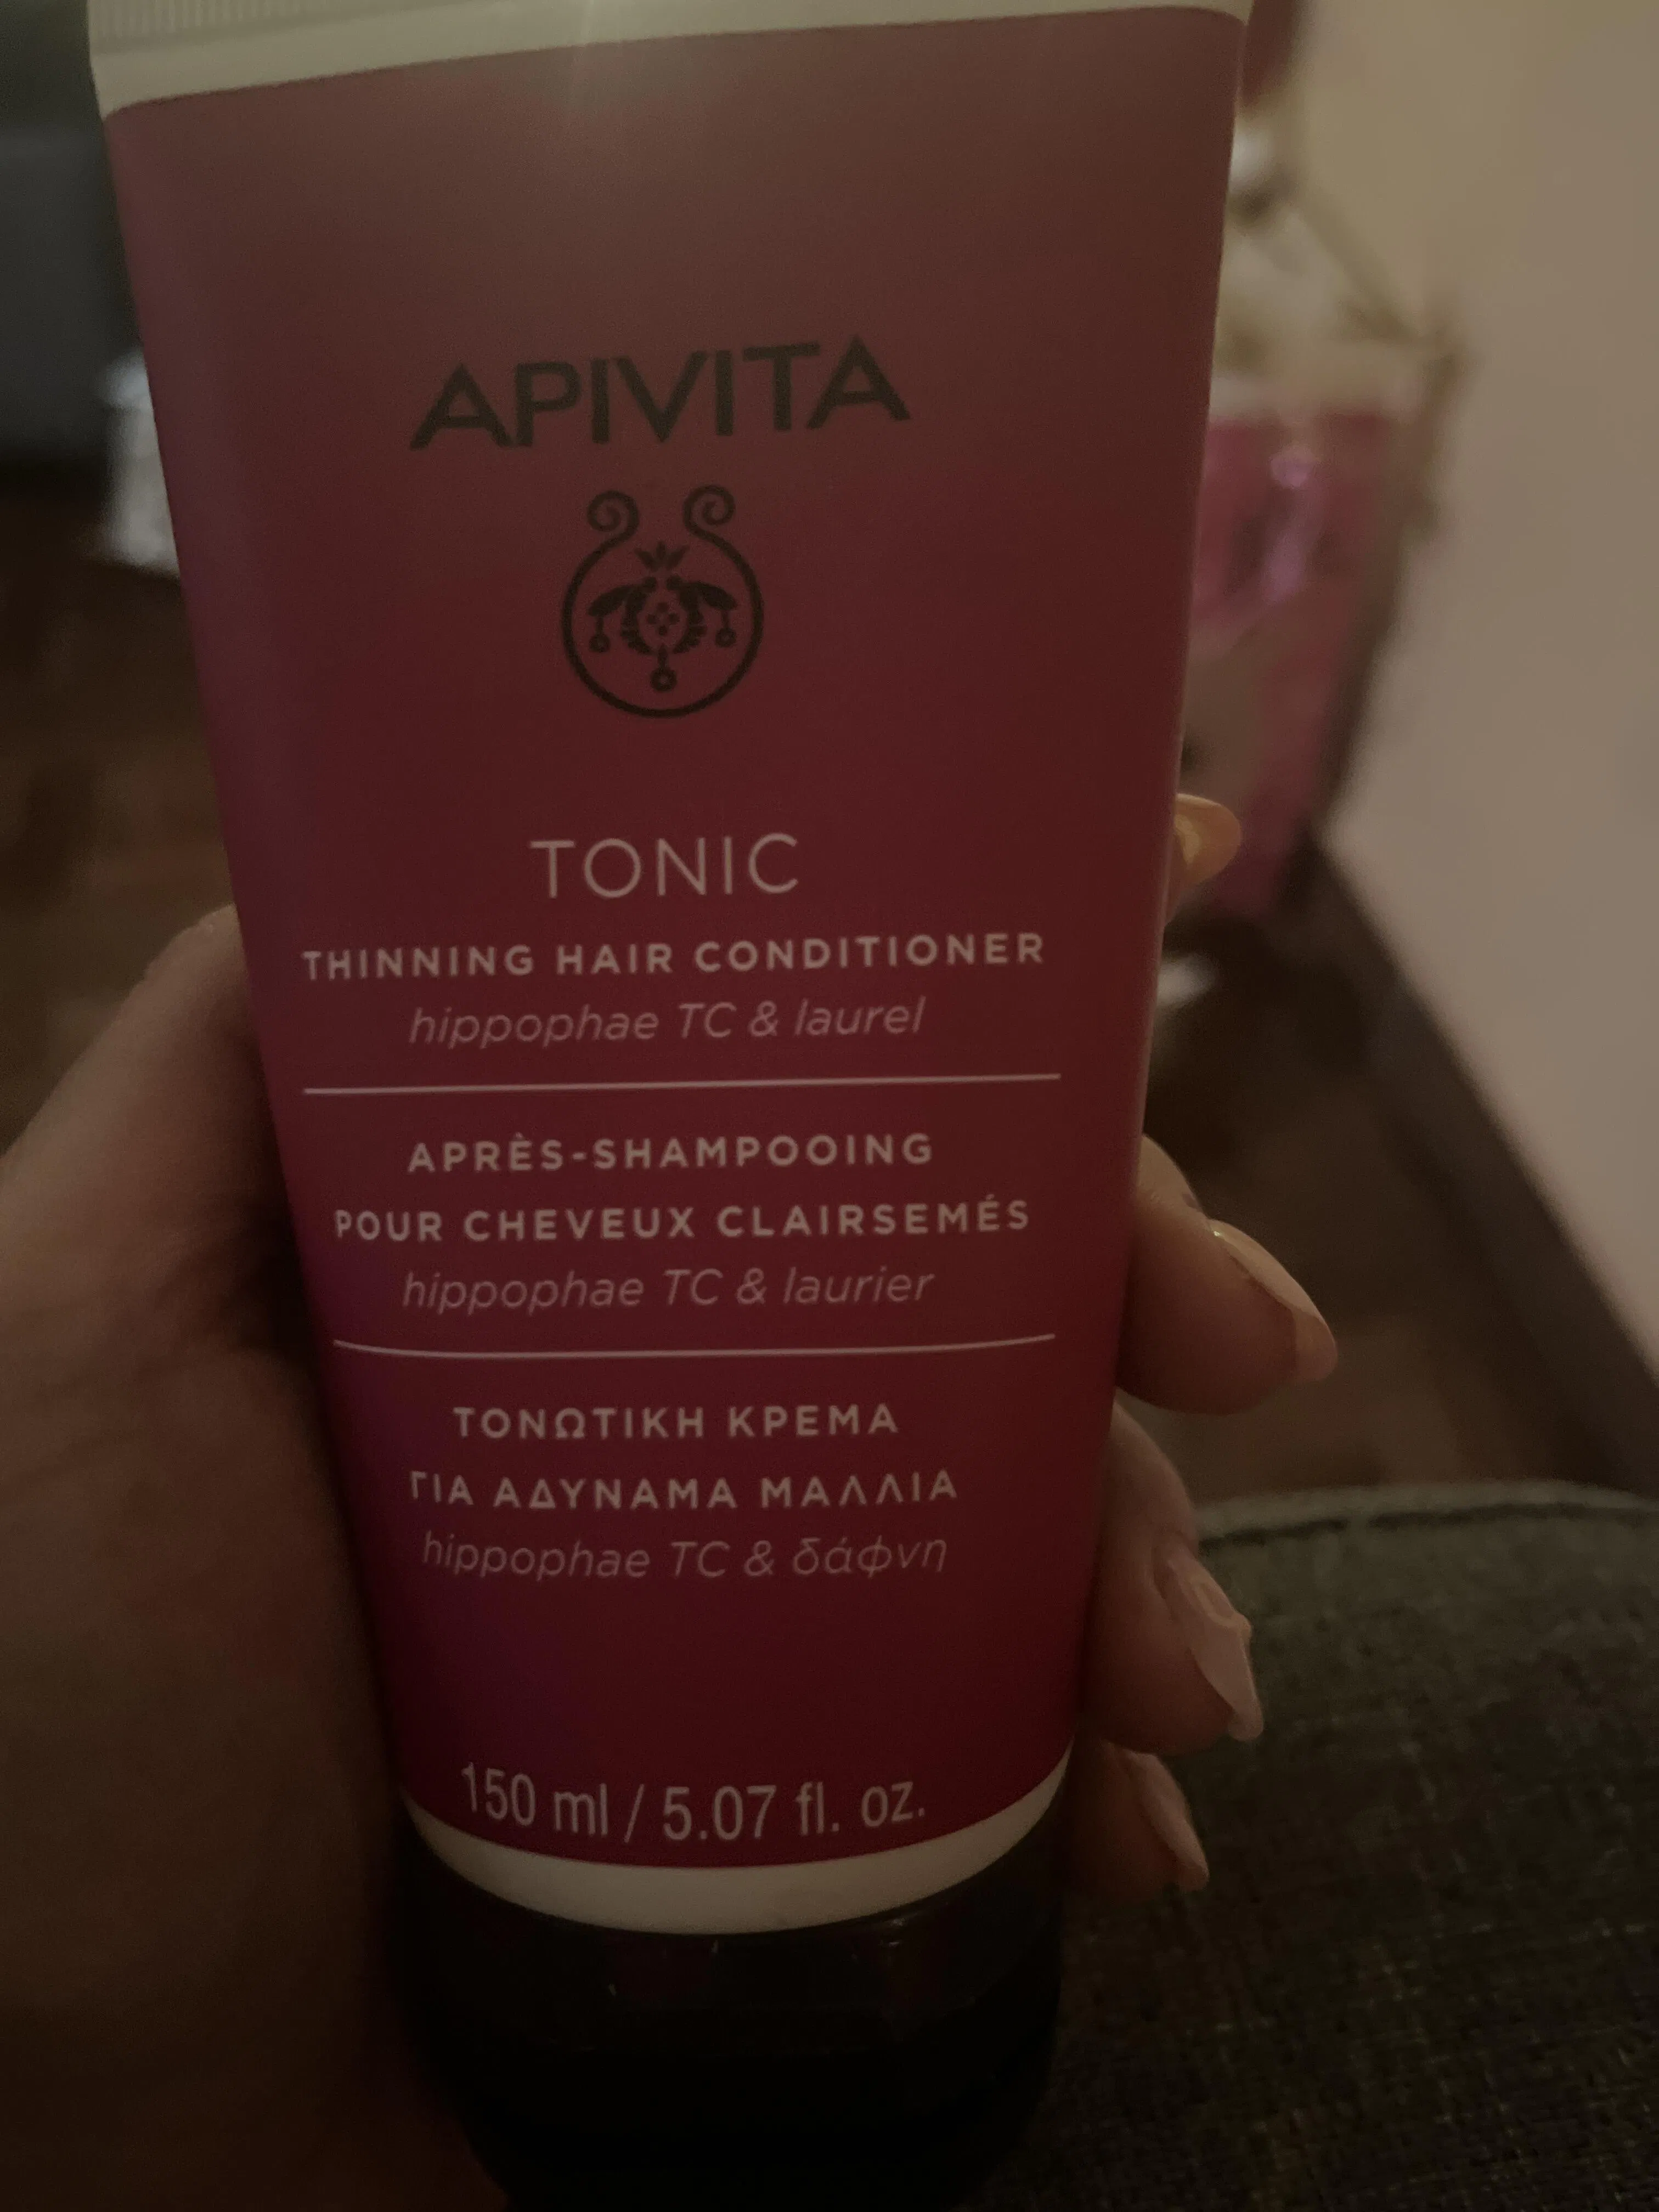 APIVITA
TONIC
THINNING HAIR CONDITIONER
hippophae TC & laurel
APRÈS-SHAMPOOING
POUR CHEVEUX CLAIRSEMÉS
hippophae TC & laurier
ΤΟΝΩΤΙΚΗ ΚΡΕΜΑ
ΓΙΑ ΑΔΥΝΑΜΑ ΜΑΛΛΙΑ
hippophae TC & δάφνη
150 ml / 5.07 fl. oz.